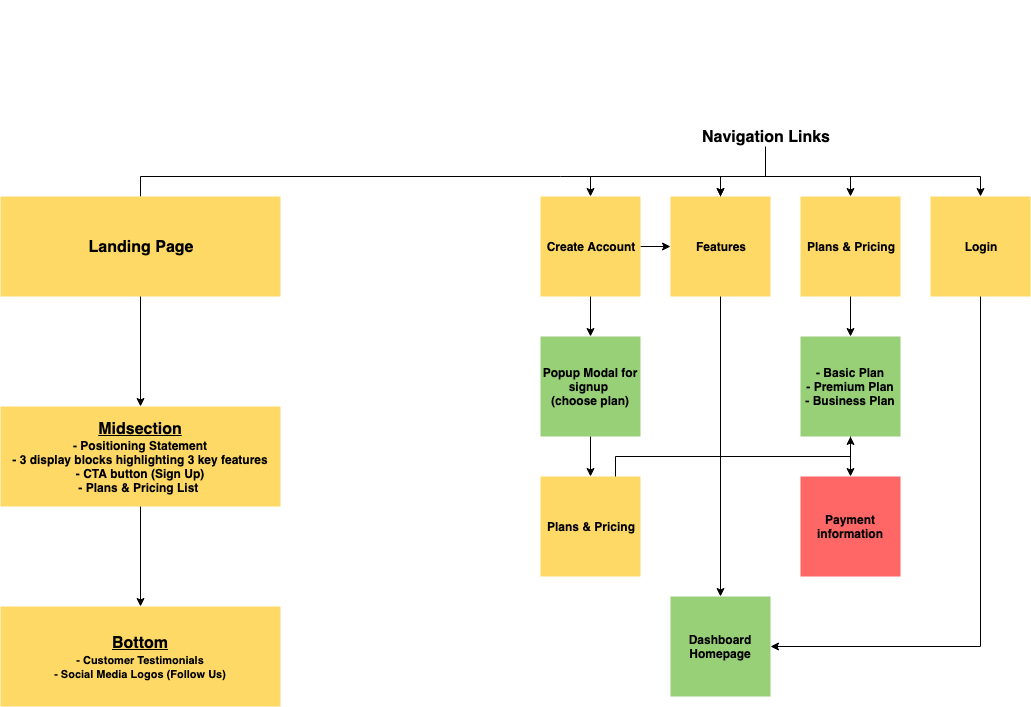 Navigation Links
Landing Page
Create Account
Features
Plans & Pricing
Login
Popup Modal for
signup
(choose plan)
- Basic Plan
- Premium Plan
- Business Plan
Midsection
- Positioning Statement
- 3 display blocks highlighting 3 key features
- CTA button (Sign Up)
- Plans & Pricing List
Plans & Pricing
Payment
information
Bottom
- Customer Testimonials
- Social Media Logos (Follow Us)
Dashboard
Homepage